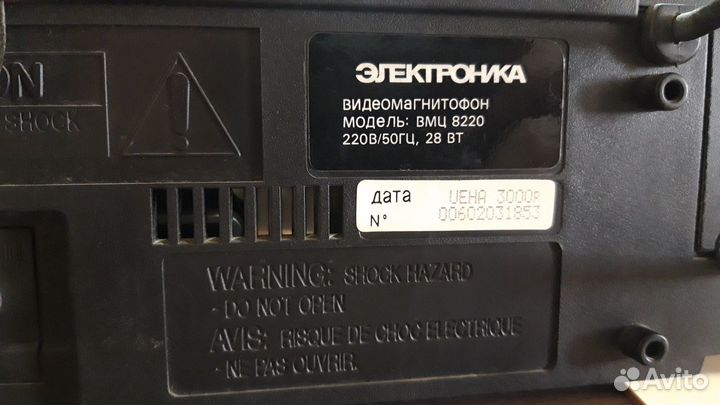 ON
SHOCK
ЭЛЕКТРОНИКА
ВИДЕОМАГНИТОФОН
МОДЕЛЬ: ВМЦ 8220
220В/50ГЦ, 28 ВТ
ДАТА ЦЕНА 3000р
N° 00602031853
WARNING: SHOCK HAZARD
- DO NOT OPEN
AVIS: RISQUE DE CHOC ELECTRIQUE
- NE PAS OUVRIR.
Avito